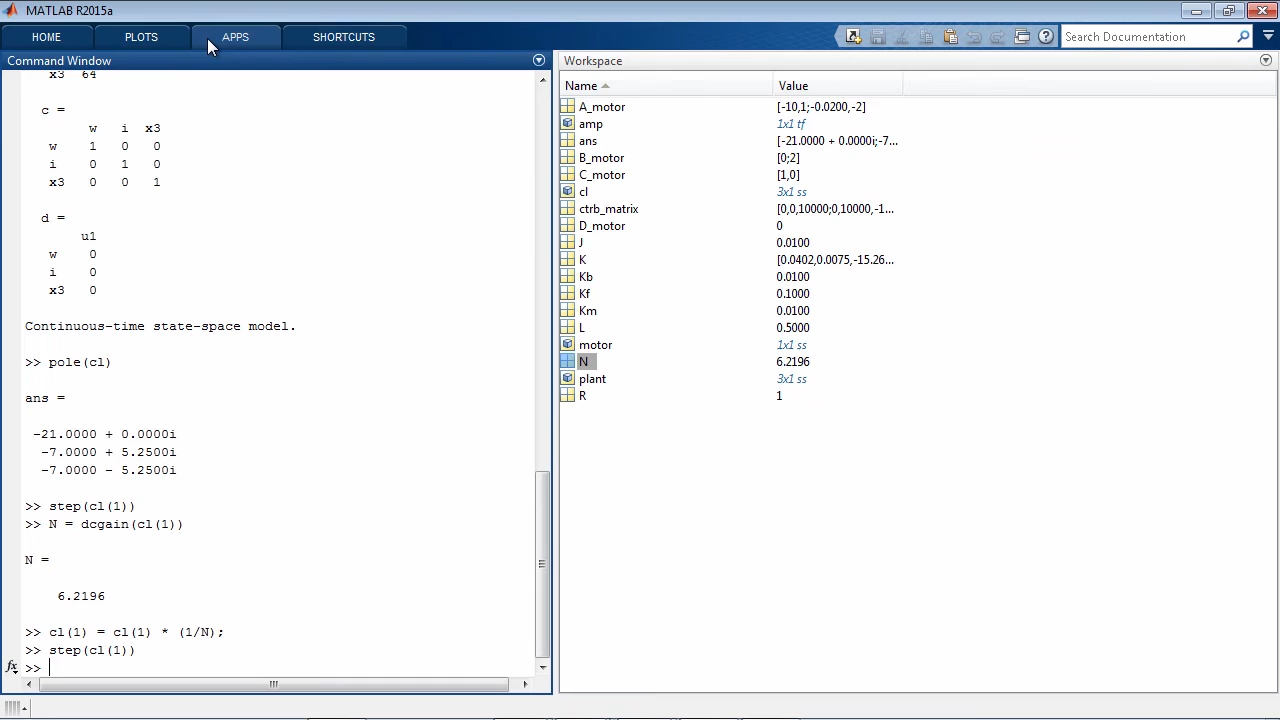 MATLAB R2015a
HOME PLOTS APPS SHORTCUTS Search Documentation
Command Window
x3 64
c =
w i x3
w 1 0 0
i 0 1 0
x3 0 0 1
d =
u1
w 0
i 0
x3 0
Continuous-time state-space model.
>> pole(cl)
ans =
-21.0000 + 0.0000i
-7.0000 + 5.2500i
-7.0000 - 5.2500i
>> step(cl(1))
>> N = dcgain(cl(1))
N =
6.2196
>> cl(1) = cl(1) * (1/N);
>> step(cl(1))
fx >>
Workspace
Name Value
A_motor [-10,1;-0.0200,-2]
amp 1x1 tf
ans [-21.0000 + 0.0000i;-7...
B_motor [0;2]
C_motor [1,0]
cl 3x1 ss
ctrb_matrix [0,0,10000;0,10000,-1...
D_motor 0
J 0.0100
K [0.0402,0.0075,-15.26...
Kb 0.0100
Kf 0.1000
Km 0.0100
L 0.5000
motor 1x1 ss
N 6.2196
plant 3x1 ss
R 1